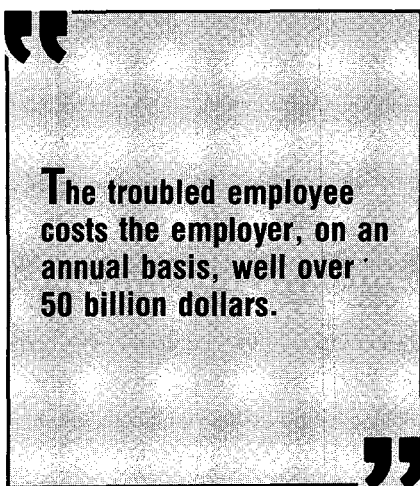 “
The troubled employee
costs the employer, on an
annual basis, well over
50 billion dollars.
”